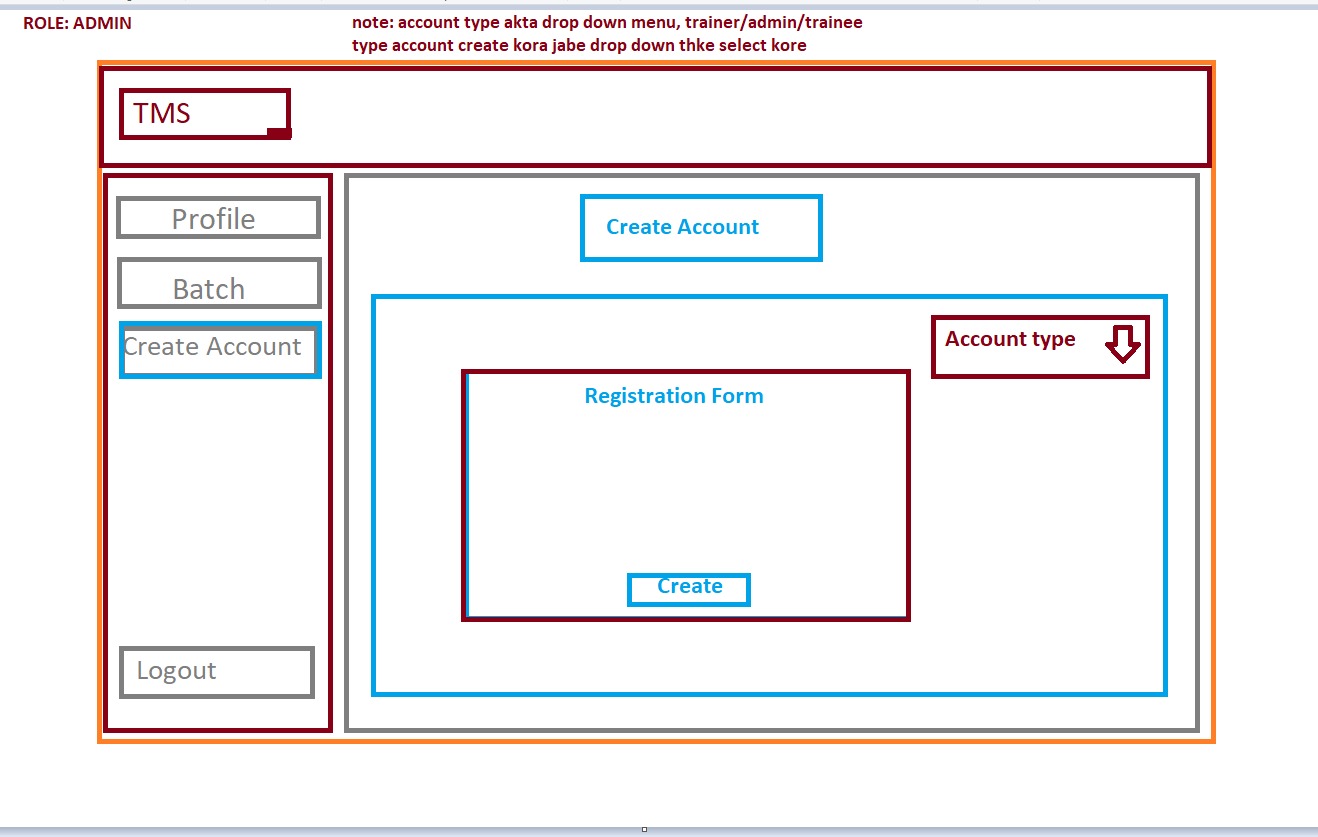 ROLE: ADMIN
note: account type akta drop down menu, trainer/admin/trainee
type account create kora jabe drop down thke select kore
TMS
Profile
Batch
Create Account
Logout
Create Account
Account type
Registration Form
Create